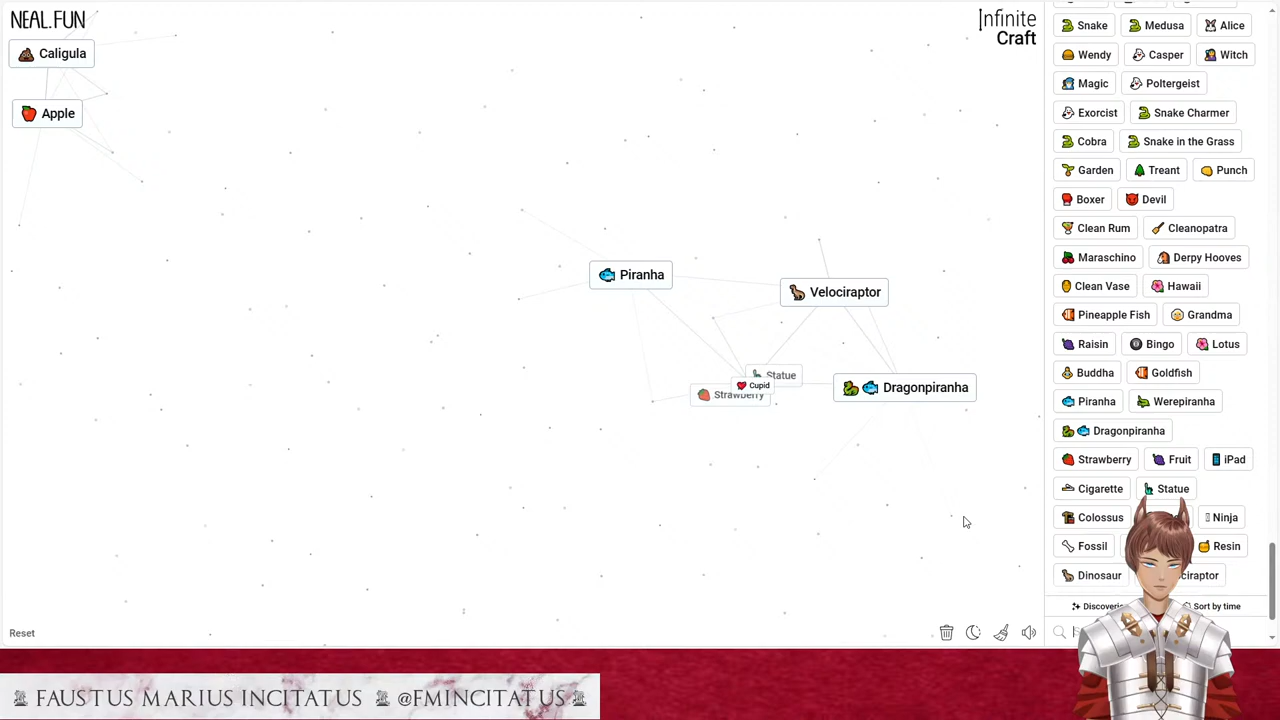 NEAL.FUN
Infinite
Craft
Caligula
Apple
Piranha
Velociraptor
Statue
Cupid
Strawberry
Dragonpiranha
Reset
Snake
Medusa
Alice
Wendy
Casper
Witch
Magic
Poltergeist
Exorcist
Snake Charmer
Cobra
Snake in the Grass
Garden
Treant
Punch
Boxer
Devil
Clean Rum
Cleanopatra
Maraschino
Derpy Hooves
Clean Vase
Hawaii
Pineapple Fish
Grandma
Raisin
Bingo
Lotus
Buddha
Goldfish
Piranha
Werepiranha
Dragonpiranha
Strawberry
Fruit
iPad
Cigarette
Statue
Colossus
Ninja
Fossil
Resin
Dinosaur
Sort by time
FAUSTUS MARIUS INCITATUS @FMINCITATUS